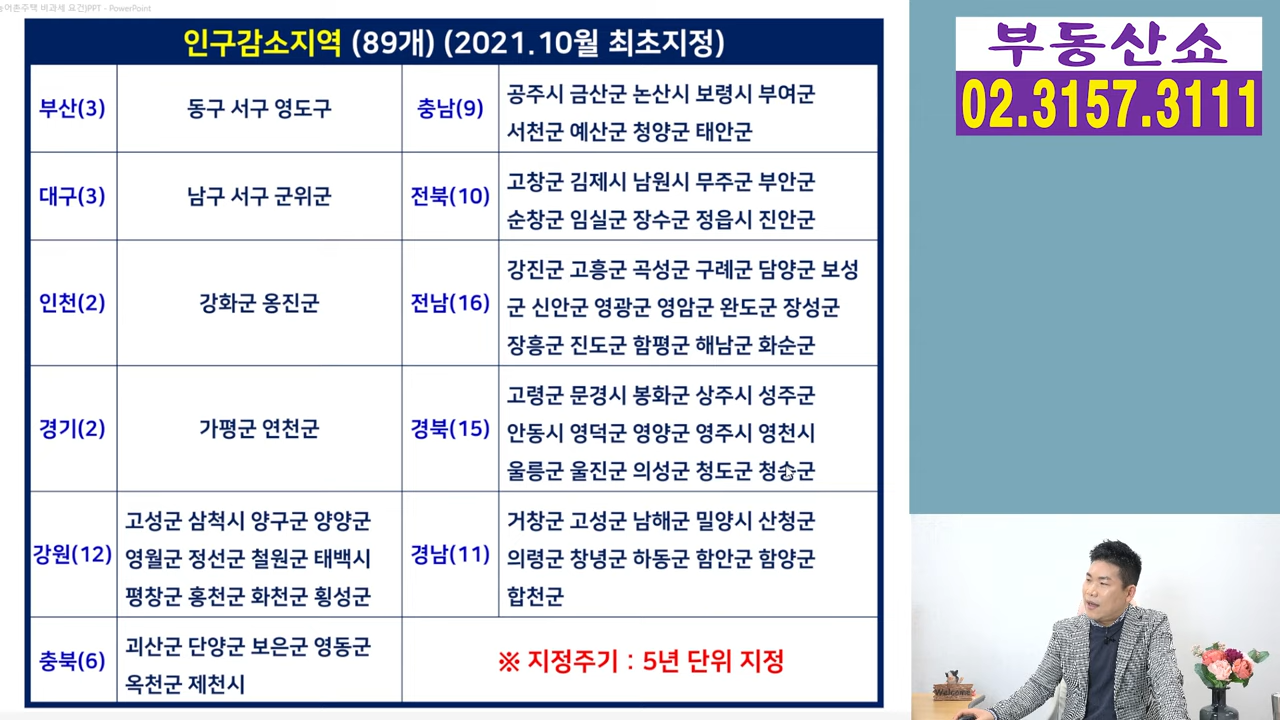 농어촌주택 비과세 요건)PPT - PowerPoint
인구감소지역 (89개) (2021.10월 최초지정)
부산(3)
동구 서구 영도구
충남(9)
공주시 금산군 논산시 보령시 부여군
서천군 예산군 청양군 태안군
대구(3)
남구 서구 군위군
전북(10)
고창군 김제시 남원시 무주군 부안군
순창군 임실군 장수군 정읍시 진안군
인천(2)
강화군 옹진군
전남(16)
강진군 고흥군 곡성군 구례군 담양군 보성
군 신안군 영광군 영암군 완도군 장성군
장흥군 진도군 함평군 해남군 화순군
경기(2)
가평군 연천군
경북(15)
고령군 문경시 봉화군 상주시 성주군
안동시 영덕군 영양군 영주시 영천시
울릉군 울진군 의성군 청도군 청송군
강원(12)
고성군 삼척시 양구군 양양군
영월군 정선군 철원군 태백시
평창군 홍천군 화천군 횡성군
경남(11)
거창군 고성군 남해군 밀양시 산청군
의령군 창녕군 하동군 함안군 함양군
합천군
충북(6)
괴산군 단양군 보은군 영동군
옥천군 제천시
※ 지정주기 : 5년 단위 지정
부동산쇼
02.3157.3111
Welcome